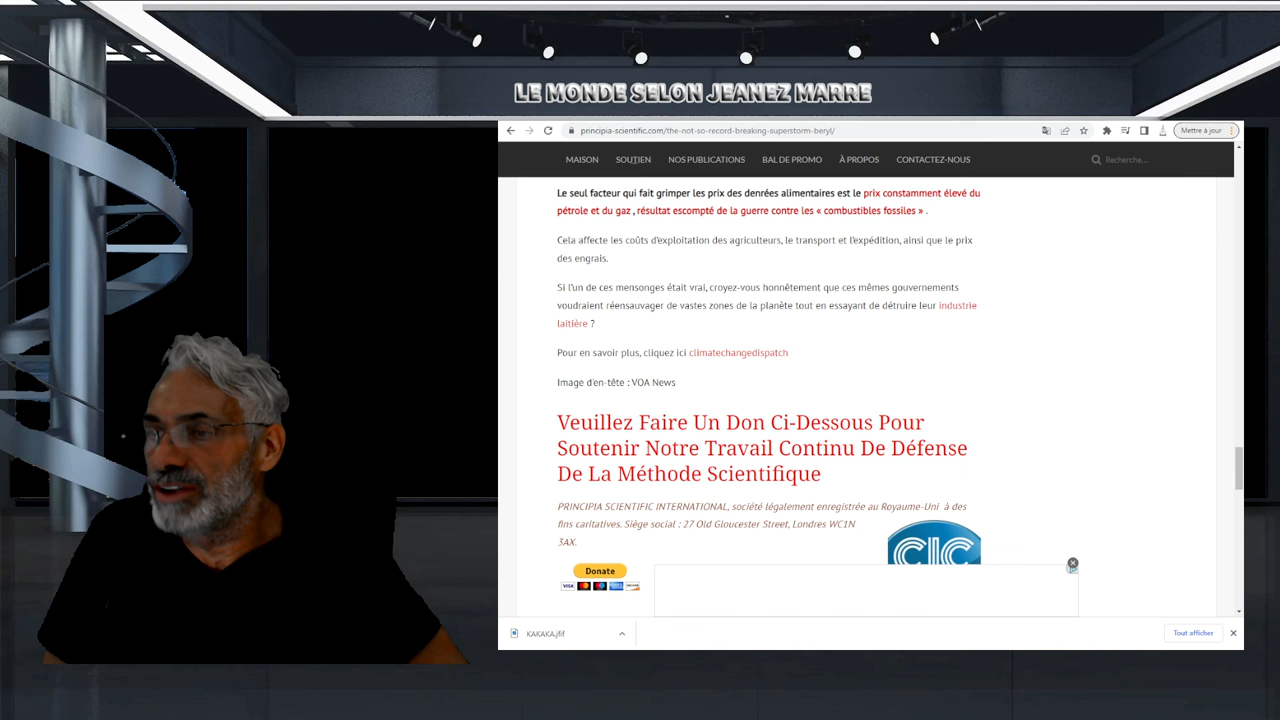 LE MONDE SELON JEANEZ MARRE
principia-scientific.com/the-not-so-record-breaking-superstorm-beryl/
Mettre à jour
MAISON SOUTIEN NOS PUBLICATIONS BAL DE PROMO À PROPOS CONTACTEZ-NOUS
Recherche...
Le seul facteur qui fait grimper les prix des denrées alimentaires est le prix constamment élevé du
pétrole et du gaz , résultat escompté de la guerre contre les « combustibles fossiles » .
Cela affecte les coûts d'exploitation des agriculteurs, le transport et l'expédition, ainsi que le prix
des engrais.
Si l'un de ces mensonges était vrai, croyez-vous honnêtement que ces mêmes gouvernements
voudraient réensauvager de vastes zones de la planète tout en essayant de détruire leur industrie
laitière ?
Pour en savoir plus, cliquez ici climatechangedispatch
Image d'en-tête : VOA News
Veuillez Faire Un Don Ci-Dessous Pour
Soutenir Notre Travail Continu De Défense
De La Méthode Scientifique
PRINCIPIA SCIENTIFIC INTERNATIONAL, société légalement enregistrée au Royaume-Uni à des
fins caritatives. Siège social : 27 Old Gloucester Street, Londres WC1N
3AX.
CIC
Donate
VISA
KAKAKA.jfif
Tout afficher